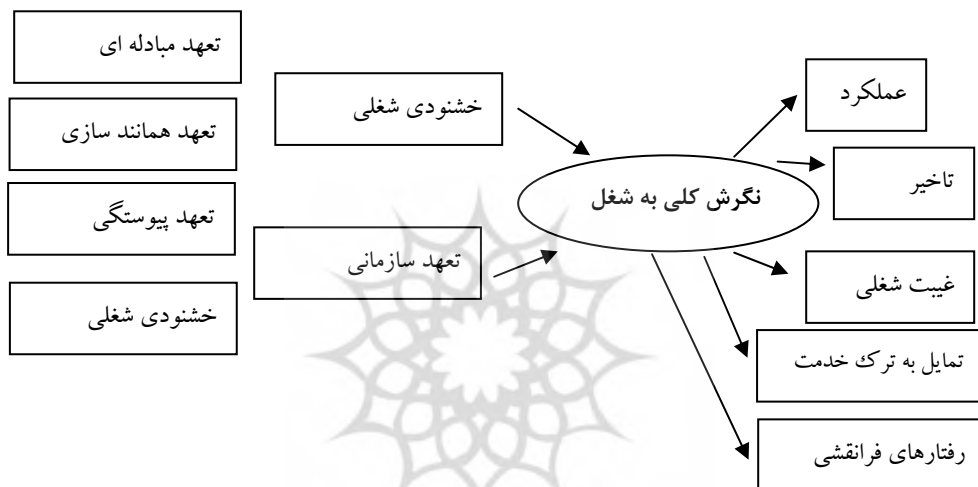 تعهد مبادله ای
تعهد همانند سازی
تعهد پیوستگی
خشنودی شغلی
خشنودی شغلی
تعهد سازمانی
نگرش کلی به شغل
عملکرد
تاخیر
غیبت شغلی
تمایل به ترک خدمت
رفتارهای فرانقشی